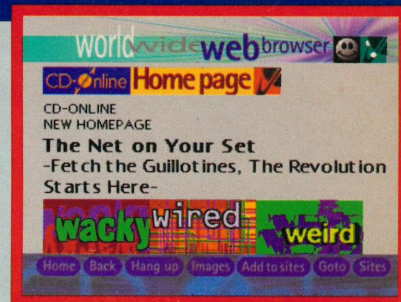 world wide web browser
CD-Online Home page
CD-ONLINE
NEW HOMEPAGE
The Net on Your Set
-Fetch the Guillotines, The Revolution
Starts Here-
wacky wired weird
Home Back Hang up Images Add to sites Goto Sites